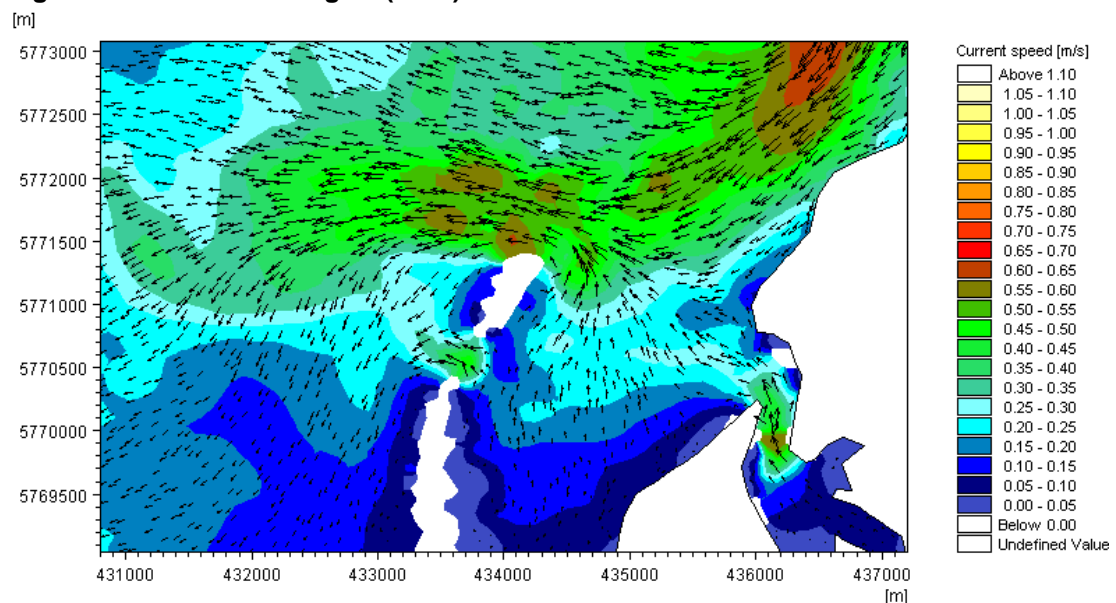 [m]
5773000
5772500
5772000
5771500
5771000
5770500
5770000
5769500
431000 432000 433000 434000 435000 436000 437000
[m]
Current speed [m/s]
Above 1.10
1.05 - 1.10
1.00 - 1.05
0.95 - 1.00
0.90 - 0.95
0.85 - 0.90
0.80 - 0.85
0.75 - 0.80
0.70 - 0.75
0.65 - 0.70
0.60 - 0.65
0.55 - 0.60
0.50 - 0.55
0.45 - 0.50
0.40 - 0.45
0.35 - 0.40
0.30 - 0.35
0.25 - 0.30
0.20 - 0.25
0.15 - 0.20
0.10 - 0.15
0.05 - 0.10
0.00 - 0.05
Below 0.00
Undefined Value